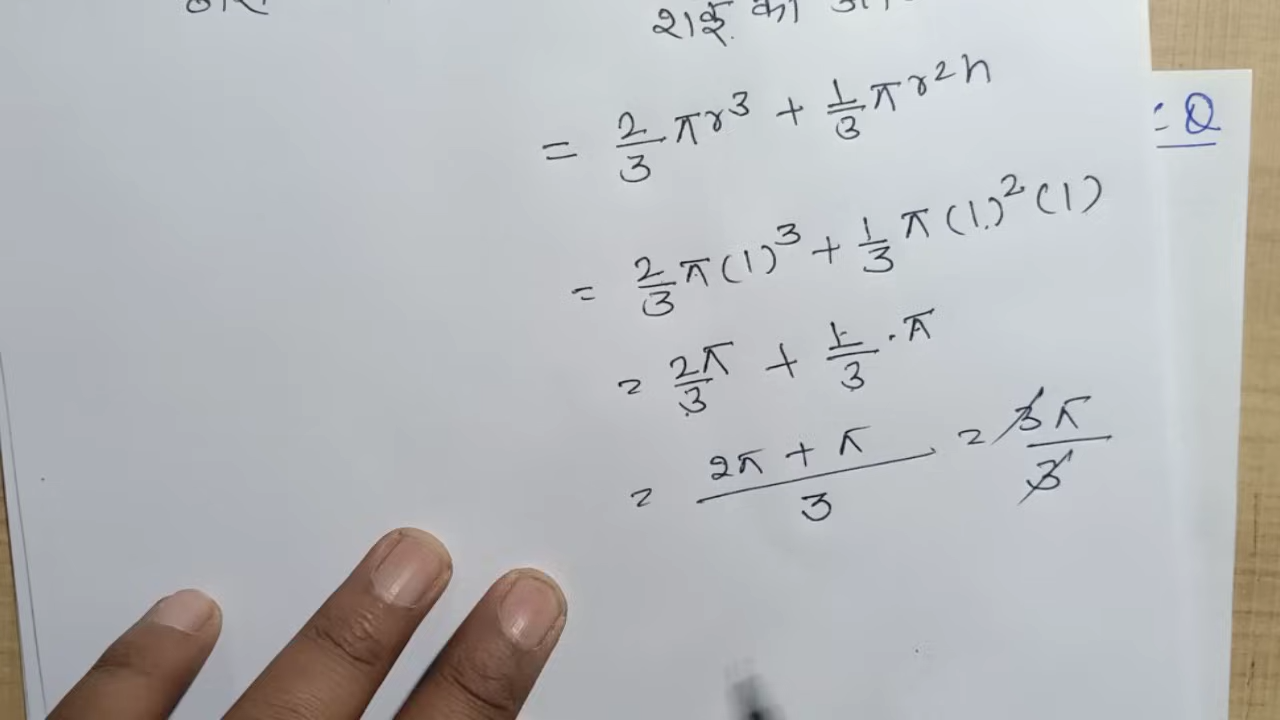 शंकु का
= 2/3 πr³ + 1/3 πr²h
: Q
= 2/3 π(1)³ + 1/3 π(1)²(1)
= 2π/3 + 1/3 · π
= 2π + π/3 = 3π/3